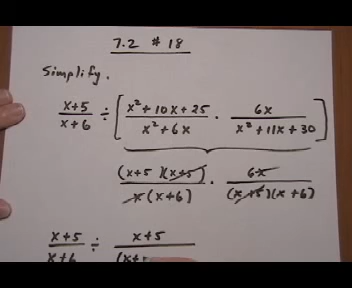 7.2 # 18
Simplify.
x+5/x+6 ÷ [x²+10x+25/x²+6x · 6x/x²+11x+30]
(x+5)(x+5)/x(x+6) · 6x/(x+5)(x+6)
x+5/x+6 ÷ x+5/(x+